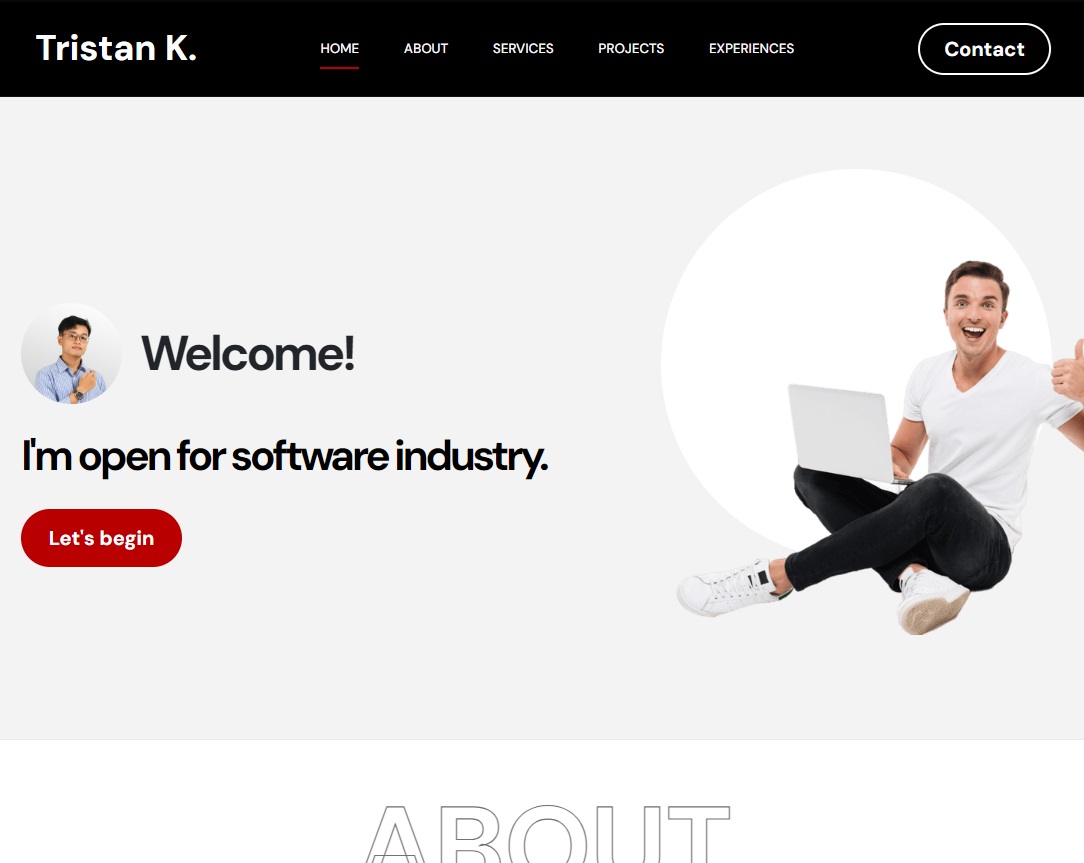 Tristan K.
HOME
ABOUT
SERVICES
PROJECTS
EXPERIENCES
Contact
Welcome!
I'm open for software industry.
Let's begin
ABOUT